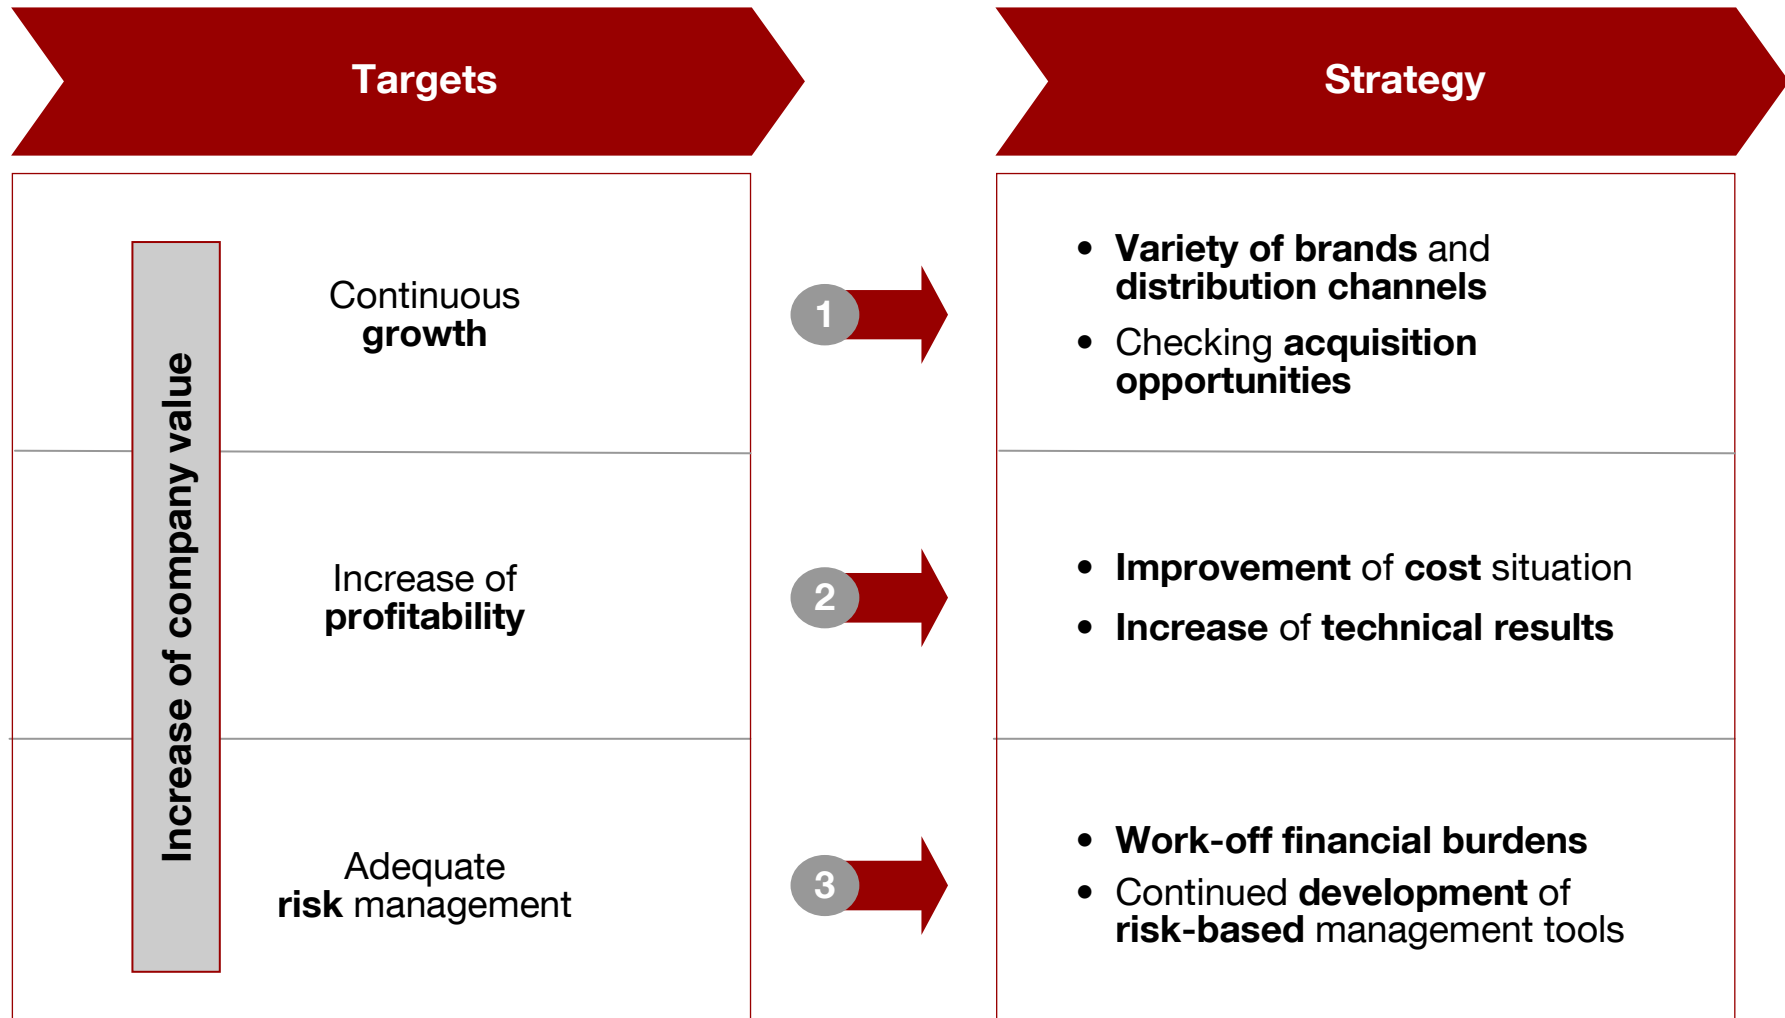 Targets
Strategy
Increase of company value
Continuous
growth
1
• Variety of brands and
distribution channels
• Checking acquisition
opportunities
Increase of
profitability
2
• Improvement of cost situation
• Increase of technical results
Adequate
risk management
3
• Work-off financial burdens
• Continued development of
risk-based management tools